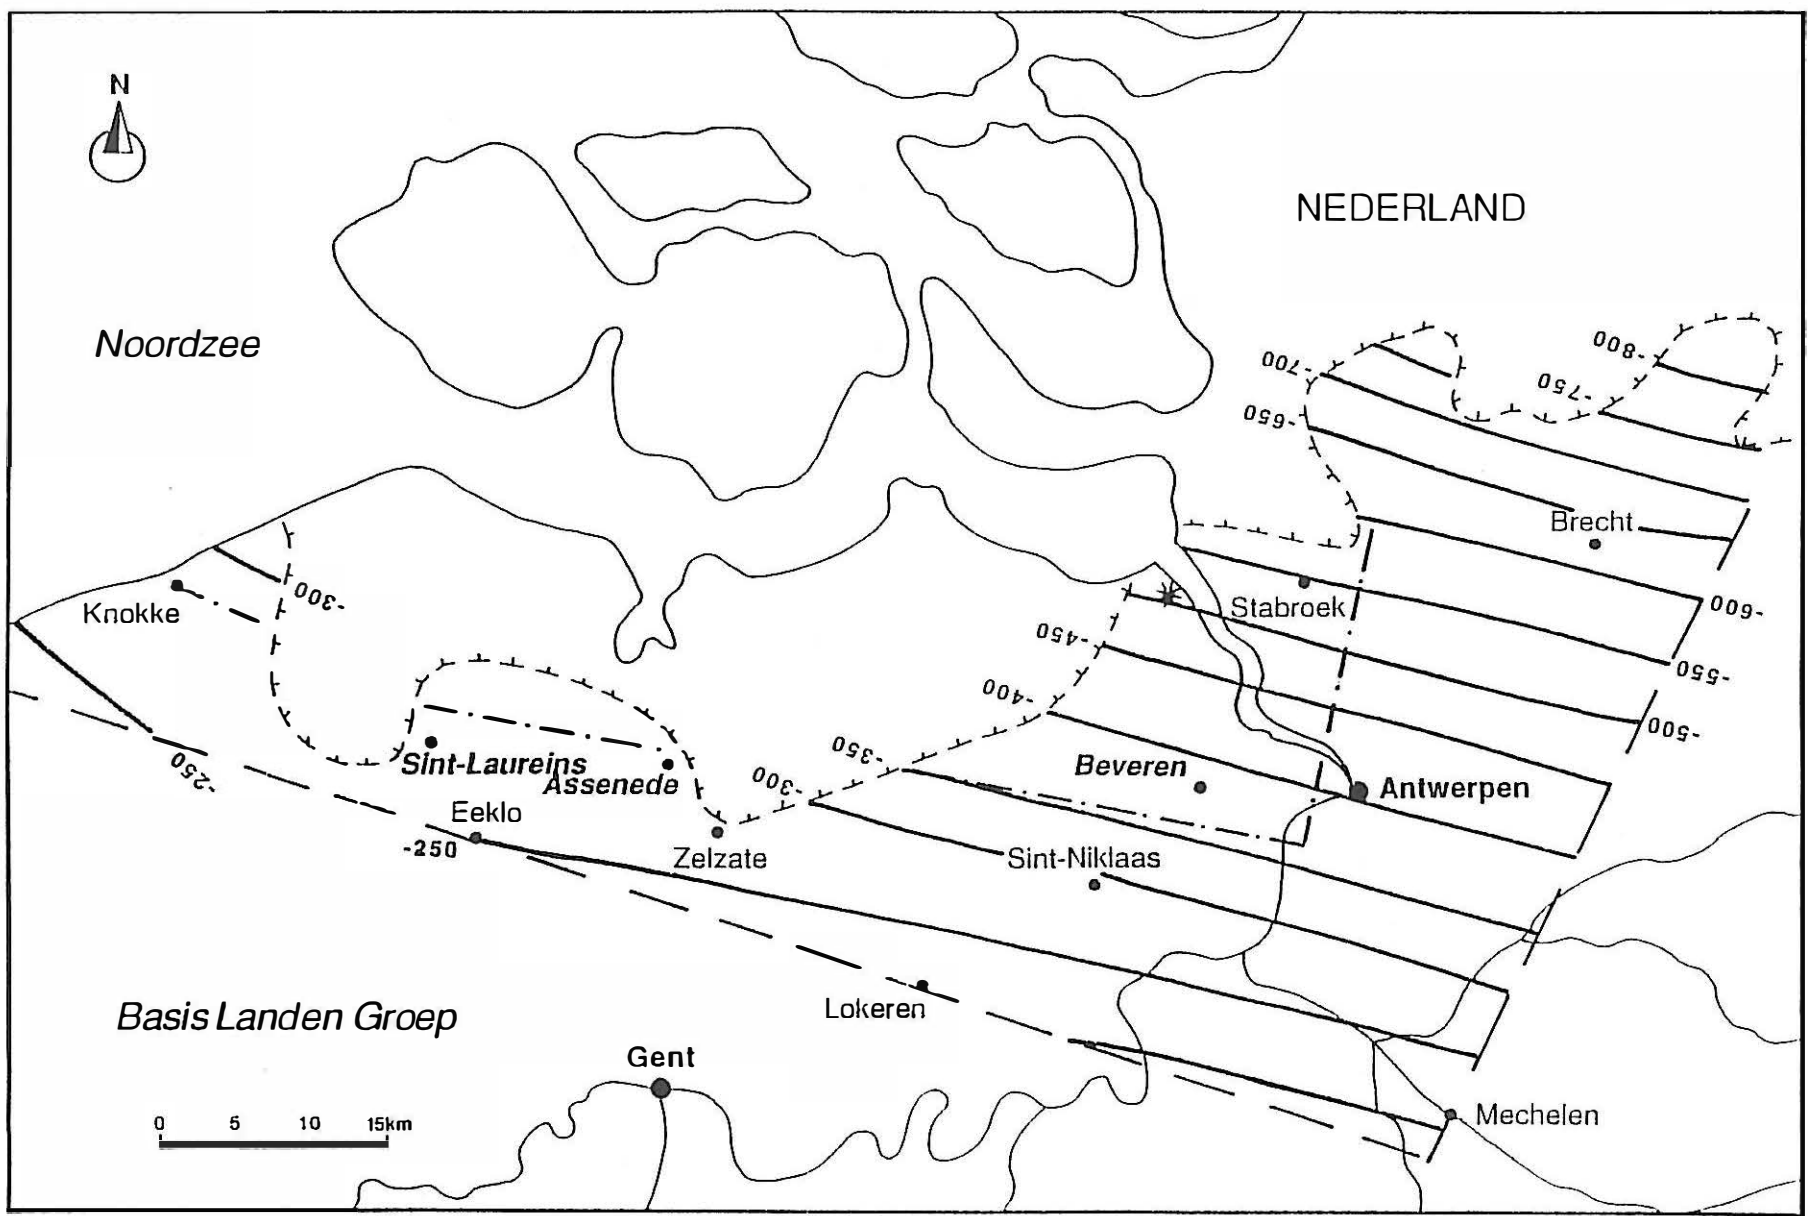 N
NEDERLAND
Noordzee
-800
-700
-750
-650
Brecht
-300
Knokke
Stabroek
-600
-450
-550
-400
-500
-350
Beveren
Sint-Laureins
-250
-300
Assenede
Antwerpen
Eeklo
-250
Zelzate
Sint-Niklaas
Lokeren
Basis Landen Groep
Gent
Mechelen
0 5 10 15km